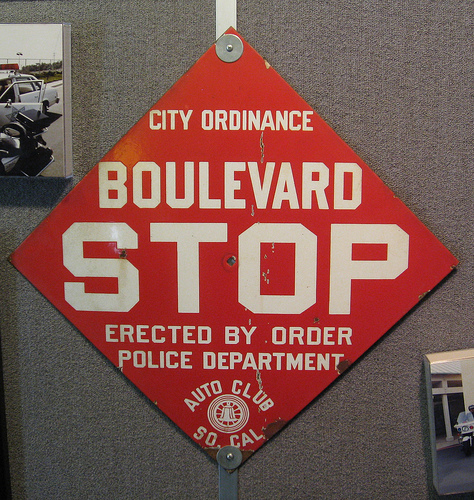 CITY ORDINANCE
BOULEVARD
STOP
ERECTED BY ORDER
POLICE DEPARTMENT
AUTO CLUB
SO. CAL